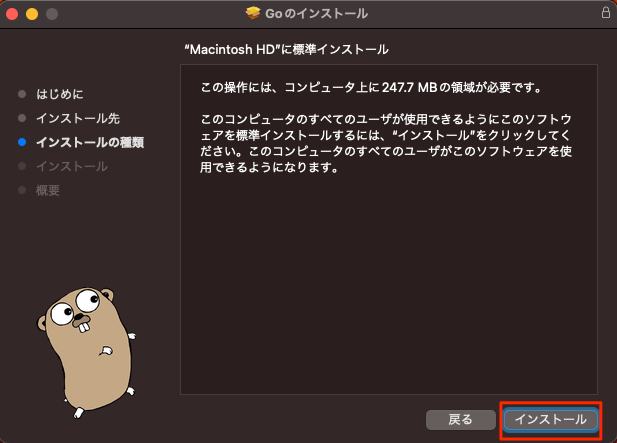 Goのインストール
"Macintosh HD"に標準インストール
はじめに
インストール先
インストールの種類
インストール
概要
この操作には、コンピュータ上に247.7 MBの領域が必要です。
このコンピュータのすべてのユーザが使用できるようにこのソフトウ
ェアを標準インストールするには、"インストール"をクリックしてく
ださい。このコンピュータのすべてのユーザがこのソフトウェアを使
用できるようになります。
戻る
インストール